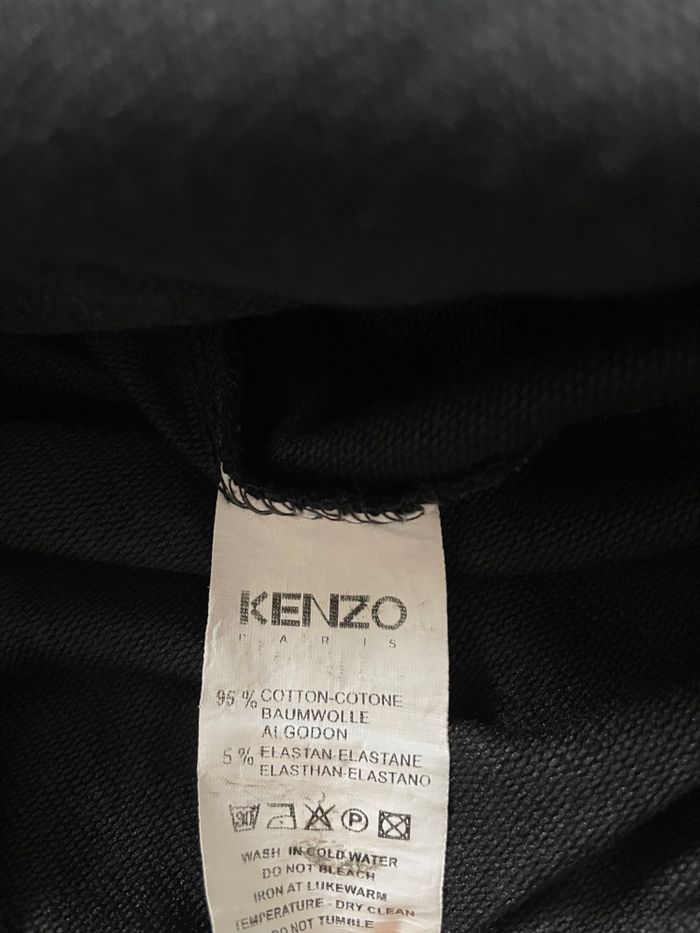 KENZO
PARIS
95 % COTTON-COTONE
BAUMWOLLE
ALGODON
5 % ELASTAN-ELASTANE
ELASTHAN-ELASTANO
30 P
WASH IN COLD WATER
DO NOT BLEACH
IRON AT LUKEWARM
TEMPERATURE - DRY CLEAN
DO NOT TUMBLE